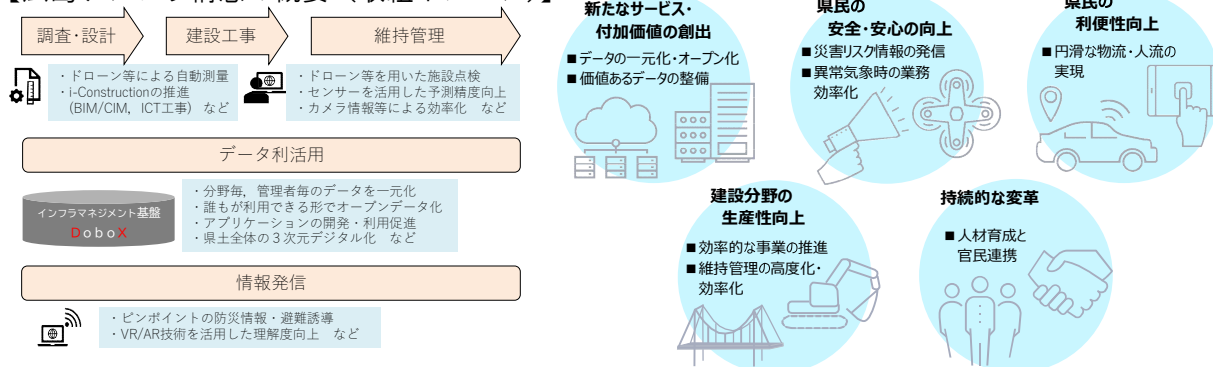 調査・設計
建設工事
維持管理
・ドローン等による自動測量
・i-Constructionの推進
(BIM/CIM, ICT工事) など
・ドローン等を用いた施設点検
・センサーを活用した予測精度向上
・カメラ情報等による効率化 など
データ利活用
インフラマネジメント基盤
DoboX
・分野毎，管理者毎のデータを一元化
・誰もが利用できる形でオープンデータ化
・アプリケーションの開発・利用促進
・県土全体の３次元デジタル化 など
情報発信
・ピンポイントの防災情報・避難誘導
・VR/AR技術を活用した理解度向上 など
新たなサービス・
付加価値の創出
■データの一元化・オープン化
■価値あるデータの整備
県民の
安全・安心の向上
■災害リスク情報の発信
■異常気象時の業務
効率化
県民の
利便性向上
■円滑な物流・人流の
実現
建設分野の
生産性向上
■効率的な事業の推進
■維持管理の高度化・
効率化
持続的な変革
■人材育成と
官民連携